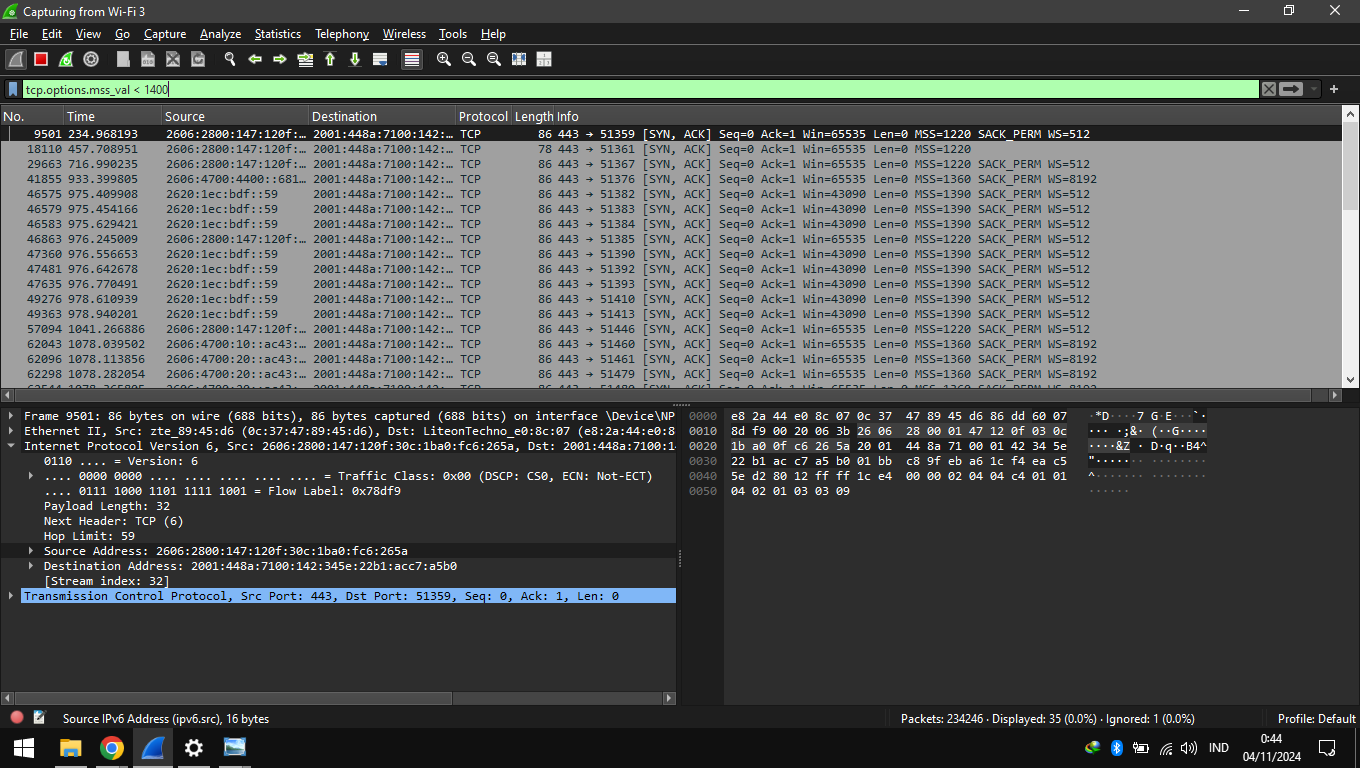 Capturing from Wi-Fi 3
File Edit View Go Capture Analyze Statistics Telephony Wireless Tools Help
tcp.options.mss_val < 1400
No. Time Source Destination Protocol Length Info
9501 234.968193 2606:2800:147:120f:… 2001:448a:7100:142:… TCP 86 443 → 51359 [SYN, ACK] Seq=0 Ack=1 Win=65535 Len=0 MSS=1220 SACK_PERM WS=512
18110 457.708951 2606:2800:147:120f:… 2001:448a:7100:142:… TCP 78 443 → 51361 [SYN, ACK] Seq=0 Ack=1 Win=65535 Len=0 MSS=1220
29663 716.990235 2606:2800:147:120f:… 2001:448a:7100:142:… TCP 86 443 → 51367 [SYN, ACK] Seq=0 Ack=1 Win=65535 Len=0 MSS=1220 SACK_PERM WS=512
41855 933.399805 2606:4700:4400::681… 2001:448a:7100:142:… TCP 86 443 → 51376 [SYN, ACK] Seq=0 Ack=1 Win=65535 Len=0 MSS=1360 SACK_PERM WS=8192
46575 975.409908 2620:1ec:bdf::59 2001:448a:7100:142:… TCP 86 443 → 51382 [SYN, ACK] Seq=0 Ack=1 Win=43090 Len=0 MSS=1390 SACK_PERM WS=512
46579 975.454166 2620:1ec:bdf::59 2001:448a:7100:142:… TCP 86 443 → 51383 [SYN, ACK] Seq=0 Ack=1 Win=43090 Len=0 MSS=1390 SACK_PERM WS=512
46583 975.629421 2620:1ec:bdf::59 2001:448a:7100:142:… TCP 86 443 → 51384 [SYN, ACK] Seq=0 Ack=1 Win=43090 Len=0 MSS=1390 SACK_PERM WS=512
46863 976.245009 2606:2800:147:120f:… 2001:448a:7100:142:… TCP 86 443 → 51385 [SYN, ACK] Seq=0 Ack=1 Win=65535 Len=0 MSS=1220 SACK_PERM WS=512
47360 976.556653 2620:1ec:bdf::59 2001:448a:7100:142:… TCP 86 443 → 51390 [SYN, ACK] Seq=0 Ack=1 Win=43090 Len=0 MSS=1390 SACK_PERM WS=512
47481 976.642678 2620:1ec:bdf::59 2001:448a:7100:142:… TCP 86 443 → 51392 [SYN, ACK] Seq=0 Ack=1 Win=43090 Len=0 MSS=1390 SACK_PERM WS=512
47635 976.770491 2620:1ec:bdf::59 2001:448a:7100:142:… TCP 86 443 → 51393 [SYN, ACK] Seq=0 Ack=1 Win=43090 Len=0 MSS=1390 SACK_PERM WS=512
49276 978.610939 2620:1ec:bdf::59 2001:448a:7100:142:… TCP 86 443 → 51410 [SYN, ACK] Seq=0 Ack=1 Win=43090 Len=0 MSS=1390 SACK_PERM WS=512
49363 978.940201 2620:1ec:bdf::59 2001:448a:7100:142:… TCP 86 443 → 51413 [SYN, ACK] Seq=0 Ack=1 Win=43090 Len=0 MSS=1390 SACK_PERM WS=512
57094 1041.266886 2606:2800:147:120f:… 2001:448a:7100:142:… TCP 86 443 → 51446 [SYN, ACK] Seq=0 Ack=1 Win=65535 Len=0 MSS=1220 SACK_PERM WS=512
62043 1078.039502 2606:4700:10::ac43:… 2001:448a:7100:142:… TCP 86 443 → 51460 [SYN, ACK] Seq=0 Ack=1 Win=65535 Len=0 MSS=1360 SACK_PERM WS=8192
62096 1078.113856 2606:4700:20::ac43:… 2001:448a:7100:142:… TCP 86 443 → 51461 [SYN, ACK] Seq=0 Ack=1 Win=65535 Len=0 MSS=1360 SACK_PERM WS=8192
62298 1078.282054 2606:4700:20::ac43:… 2001:448a:7100:142:… TCP 86 443 → 51479 [SYN, ACK] Seq=0 Ack=1 Win=65535 Len=0 MSS=1360 SACK_PERM WS=8192
Frame 9501: 86 bytes on wire (688 bits), 86 bytes captured (688 bits) on interface \Device\NP
Ethernet II, Src: zte_89:45:d6 (0c:37:47:89:45:d6), Dst: LiteonTechno_e0:8c:07 (e8:2a:44:e0:8
Internet Protocol Version 6, Src: 2606:2800:147:120f:30c:1ba0:fc6:265a, Dst: 2001:448a:7100:1
0110 .... = Version: 6
.... 0000 0000 .... .... .... .... .... = Traffic Class: 0x00 (DSCP: CS0, ECN: Not-ECT)
.... 0111 1000 1101 1111 1001 = Flow Label: 0x78df9
Payload Length: 32
Next Header: TCP (6)
Hop Limit: 59
Source Address: 2606:2800:147:120f:30c:1ba0:fc6:265a
Destination Address: 2001:448a:7100:142:345e:22b1:acc7:a5b0
[Stream index: 32]
Transmission Control Protocol, Src Port: 443, Dst Port: 51359, Seq: 0, Ack: 1, Len: 0
0000 e8 2a 44 e0 8c 07 0c 37 47 89 45 d6 86 dd 60 07 ·*D····7 G·E···`·
0010 8d f9 00 20 06 3b 26 06 28 00 01 47 12 0f 03 0c ··· ·;&· (··G····
0020 1b a0 0f c6 26 5a 20 01 44 8a 71 00 01 42 34 5e ····&Z · D·q··B4^
0030 22 b1 ac c7 a5 b0 01 bb c8 9f eb a6 1c f4 ea c5 "······· ········
0040 5e d2 80 12 ff ff 1c e4 00 00 02 04 04 c4 01 01 ^······· ········
0050 04 02 01 03 03 09 ······
Source IPv6 Address (ipv6.src), 16 bytes
Packets: 234246 · Displayed: 35 (0.0%) · Ignored: 1 (0.0%)
Profile: Default
IND
0:44
04/11/2024